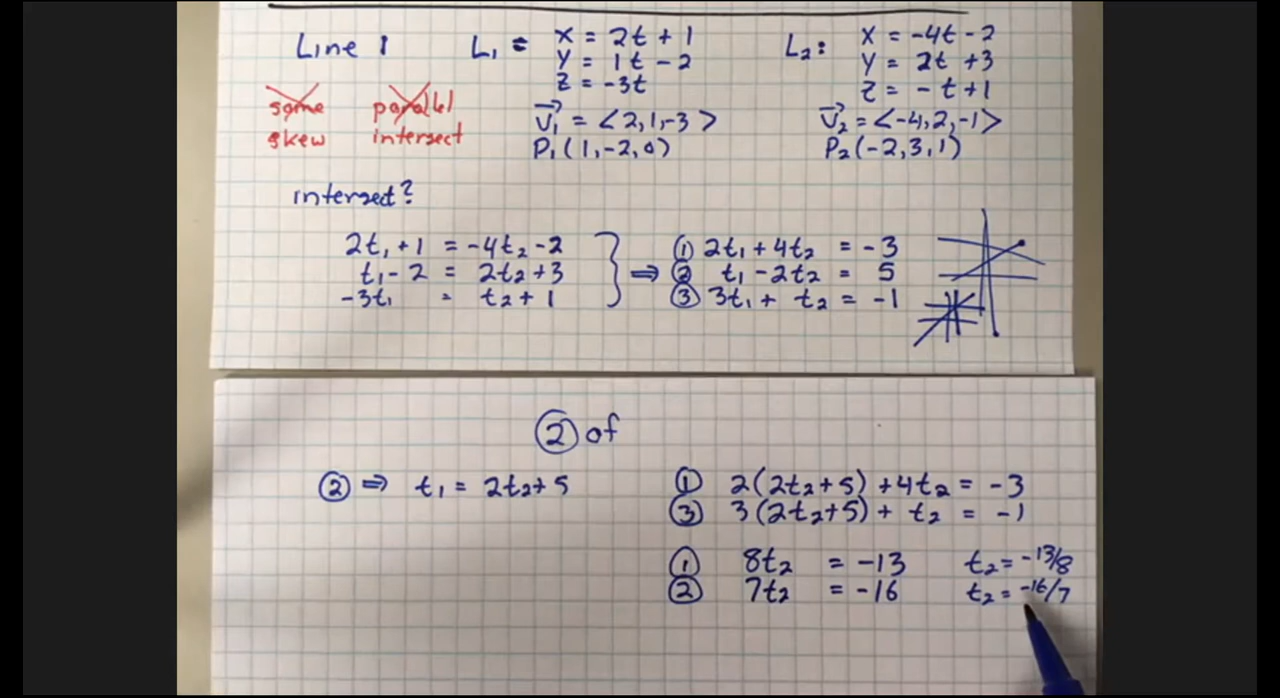 Line 1 L₁ = x = 2t + 1 L₂: x = -4t - 2
y = 1t - 2 y = 2t + 3
z = -3t z = -t + 1
same parallel v₁ = <2, 1, -3> v₂ = <-4, 2, -1>
skew intersect P₁(1, -2, 0) P₂(-2, 3, 1)
intersect?
2t₁ + 1 = -4t₂ - 2 } ⇒ ① 2t₁ + 4t₂ = -3
t₁ - 2 = 2t₂ + 3 ② t₁ - 2t₂ = 5
-3t₁ = t₂ + 1 ③ 3t₁ + t₂ = -1
② of
② ⇒ t₁ = 2t₂ + 5 ① 2(2t₂ + 5) + 4t₂ = -3
③ 3(2t₂ + 5) + t₂ = -1
① 8t₂ = -13 t₂ = -13/8
② 7t₂ = -16 t₂ = -16/7